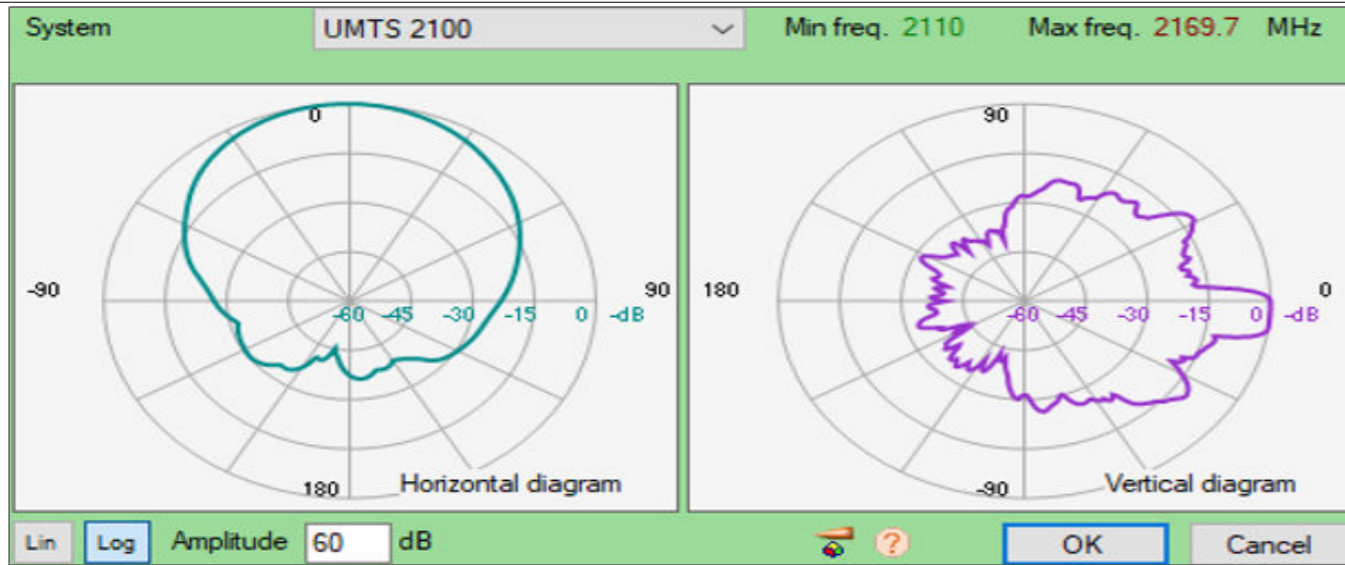 System UMTS 2100 Min freq. 2110 Max freq. 2169.7 MHz
0
-90 90
-60 -45 -30 -15 0 -dB
180 Horizontal diagram
90
180 0
-60 -45 -30 -15 0 -dB
-90 Vertical diagram
Lin Log Amplitude 60 dB ? OK Cancel